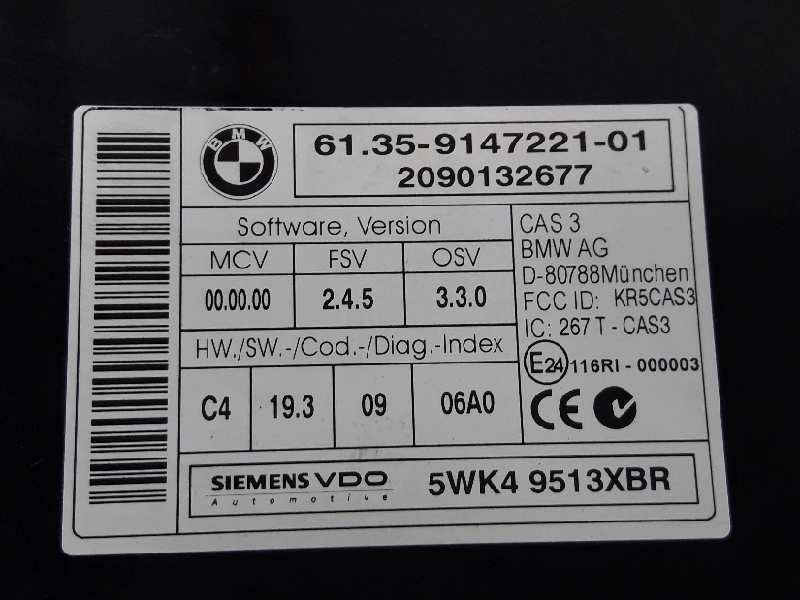 BMW
61.35-9147221-01
2090132677
Software, Version
MCV FSV OSV
00.00.00 2.4.5 3.3.0
HW./SW.-/Cod.-/Diag.-Index
C4 19.3 09 06A0
CAS 3
BMW AG
D-80788München
FCC ID: KR5CAS3
IC: 267 T - CAS3
E24 116RI - 000003
CE N
SIEMENS VDO
Automotive
5WK4 9513XBR